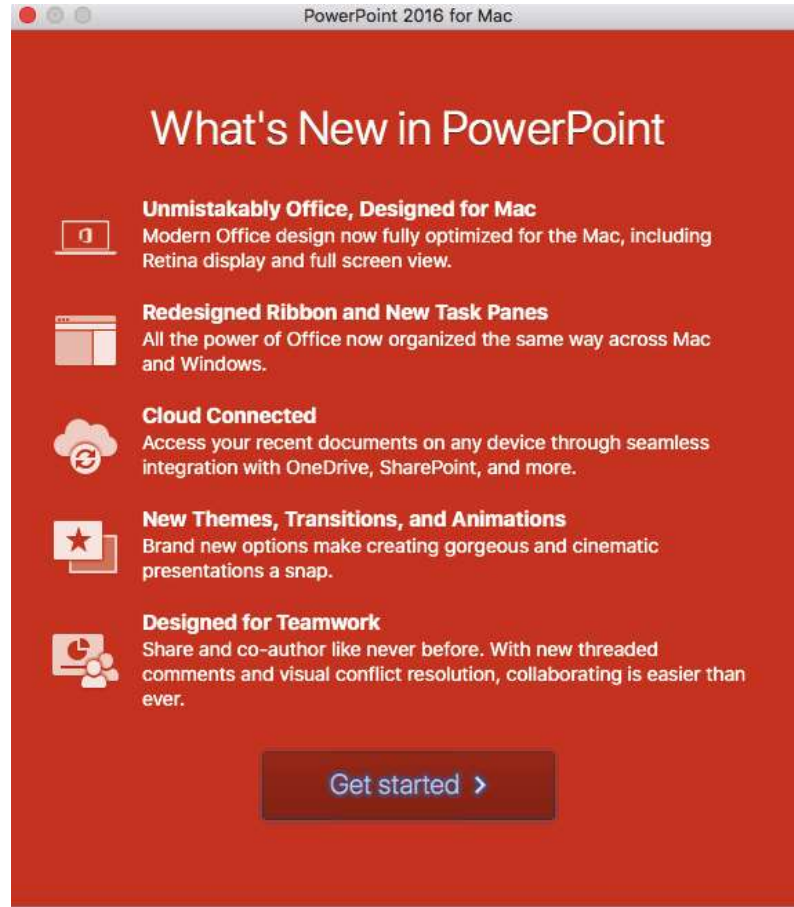 PowerPoint 2016 for Mac
What's New in PowerPoint
Unmistakably Office, Designed for Mac
Modern Office design now fully optimized for the Mac, including
Retina display and full screen view.
Redesigned Ribbon and New Task Panes
All the power of Office now organized the same way across Mac
and Windows.
Cloud Connected
Access your recent documents on any device through seamless
integration with OneDrive, SharePoint, and more.
New Themes, Transitions, and Animations
Brand new options make creating gorgeous and cinematic
presentations a snap.
Designed for Teamwork
Share and co-author like never before. With new threaded
comments and visual conflict resolution, collaborating is easier than
ever.
Get started >